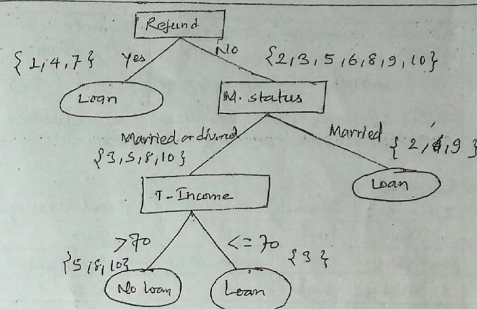 Refund
{1,4,7} Yes No {2,3,5,6,8,9,10}
Loan M. status
Married or divorced Married {2,6,9}
{3,5,8,10}
T-Income Loan
>70 <=70
{5,8,10} {3}
No loan Loan